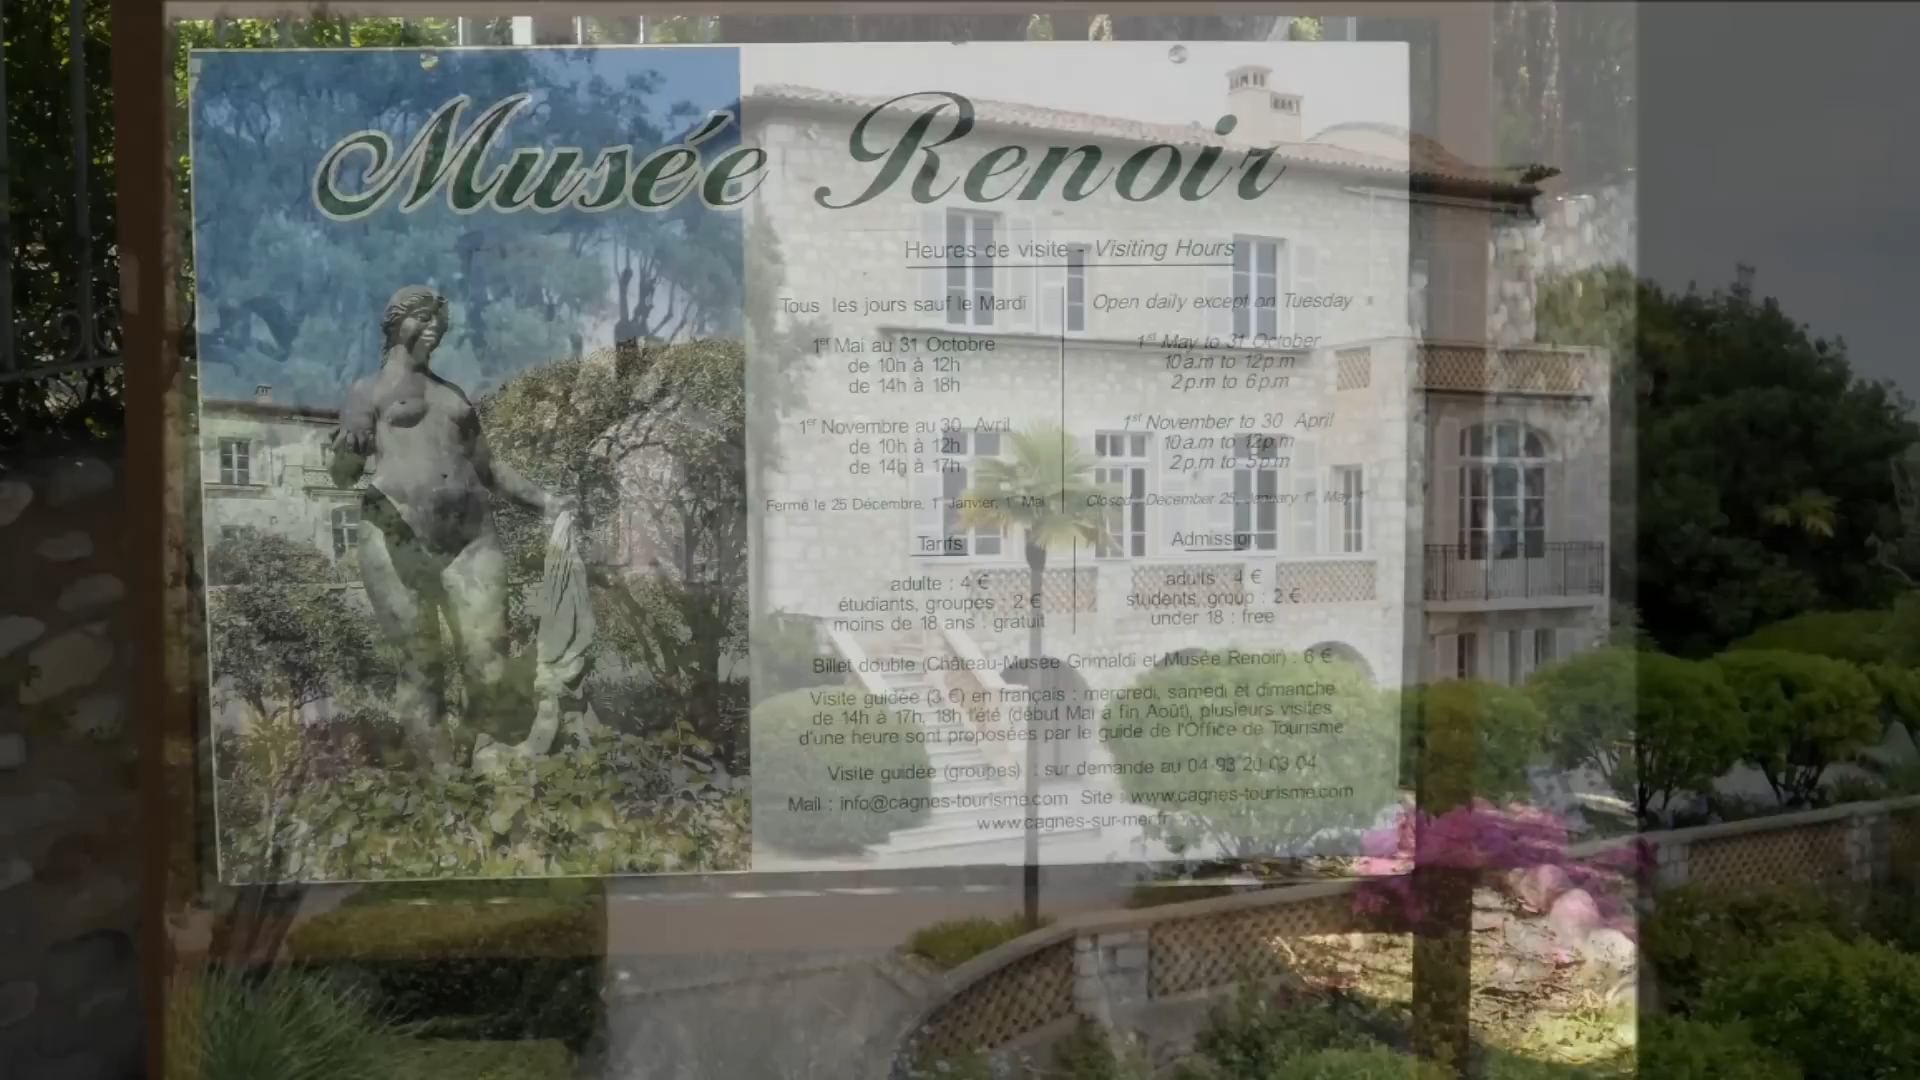 Musée Renoir
Heures de visite - Visiting Hours
Tous les jours sauf le Mardi
1er Mai au 31 Octobre
de 10h à 12h
de 14h à 18h
1er Novembre au 30 Avril
de 10h à 12h
de 14h à 17h
Fermé le 25 Décembre, 1er Janvier, 1er Mai
Tarifs
adulte : 4 €
étudiants, groupes : 2 €
moins de 18 ans : gratuit
Open daily except on Tuesday
1st May to 31 October
10a.m to 12p.m
2p.m to 6p.m
1st November to 30 April
10a.m to 12p.m
2p.m to 5p.m
Closed : December 25, January 1st, May 1st
Admission
adults : 4 €
students, group : 2 €
under 18 : free
Billet double (Château-Musée Grimaldi et Musée Renoir) : 6 €
Visite guidée (3 €) en français : mercredi, samedi et dimanche
de 14h à 17h, 18h l'été (début Mai à fin Août), plusieurs visites
d'une heure sont proposées par le guide de l'Office de Tourisme
Visite guidée (groupes) : sur demande au 04 93 20 03 04
Mail : info@cagnes-tourisme.com Site : www.cagnes-tourisme.com
www.cagnes-sur-mer.fr